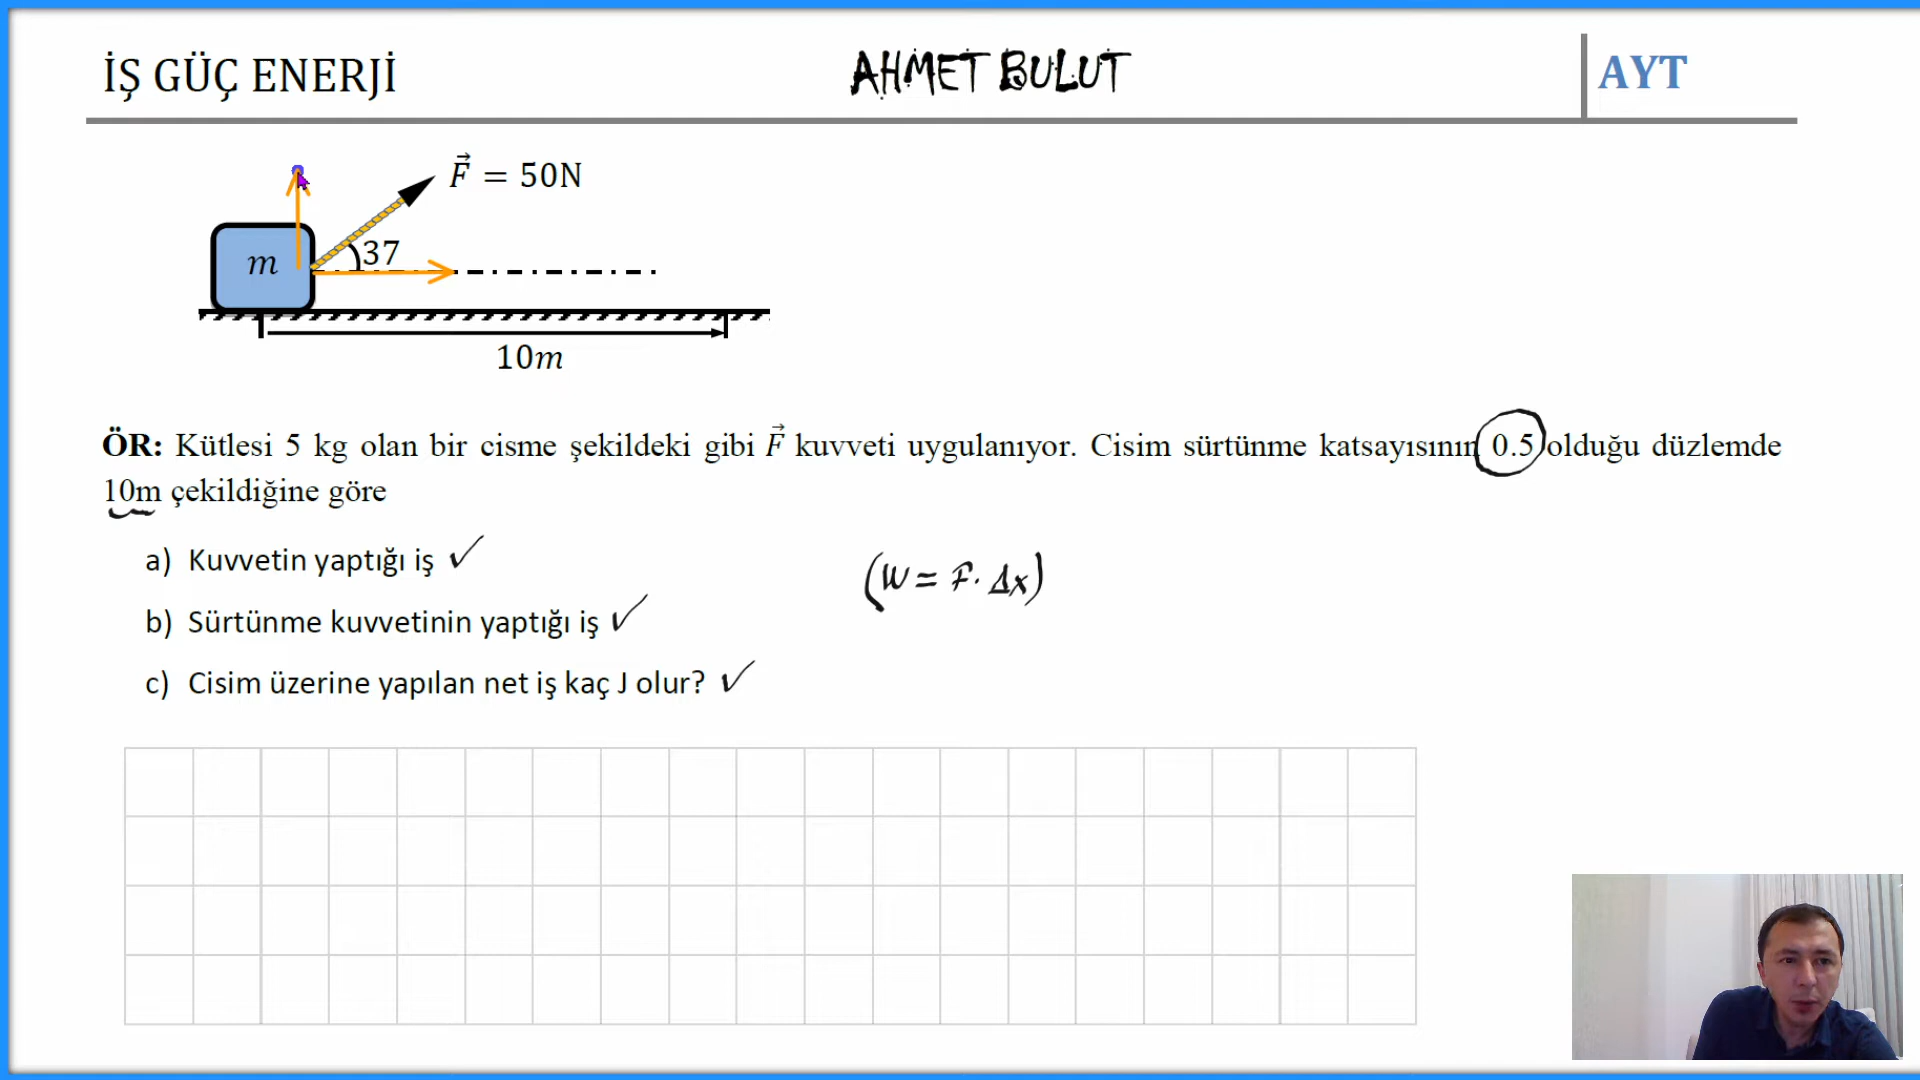 İŞ GÜÇ ENERJİ
AHMET BULUT
AYT
F = 50N
m
37
10m
ÖR: Kütlesi 5 kg olan bir cisme şekildeki gibi F kuvveti uygulanıyor. Cisim sürtünme katsayısının 0.5 olduğu düzlemde
10m çekildiğine göre
a) Kuvvetin yaptığı iş ✓
b) Sürtünme kuvvetinin yaptığı iş ✓
c) Cisim üzerine yapılan net iş kaç J olur? ✓
(W = F. Δx)